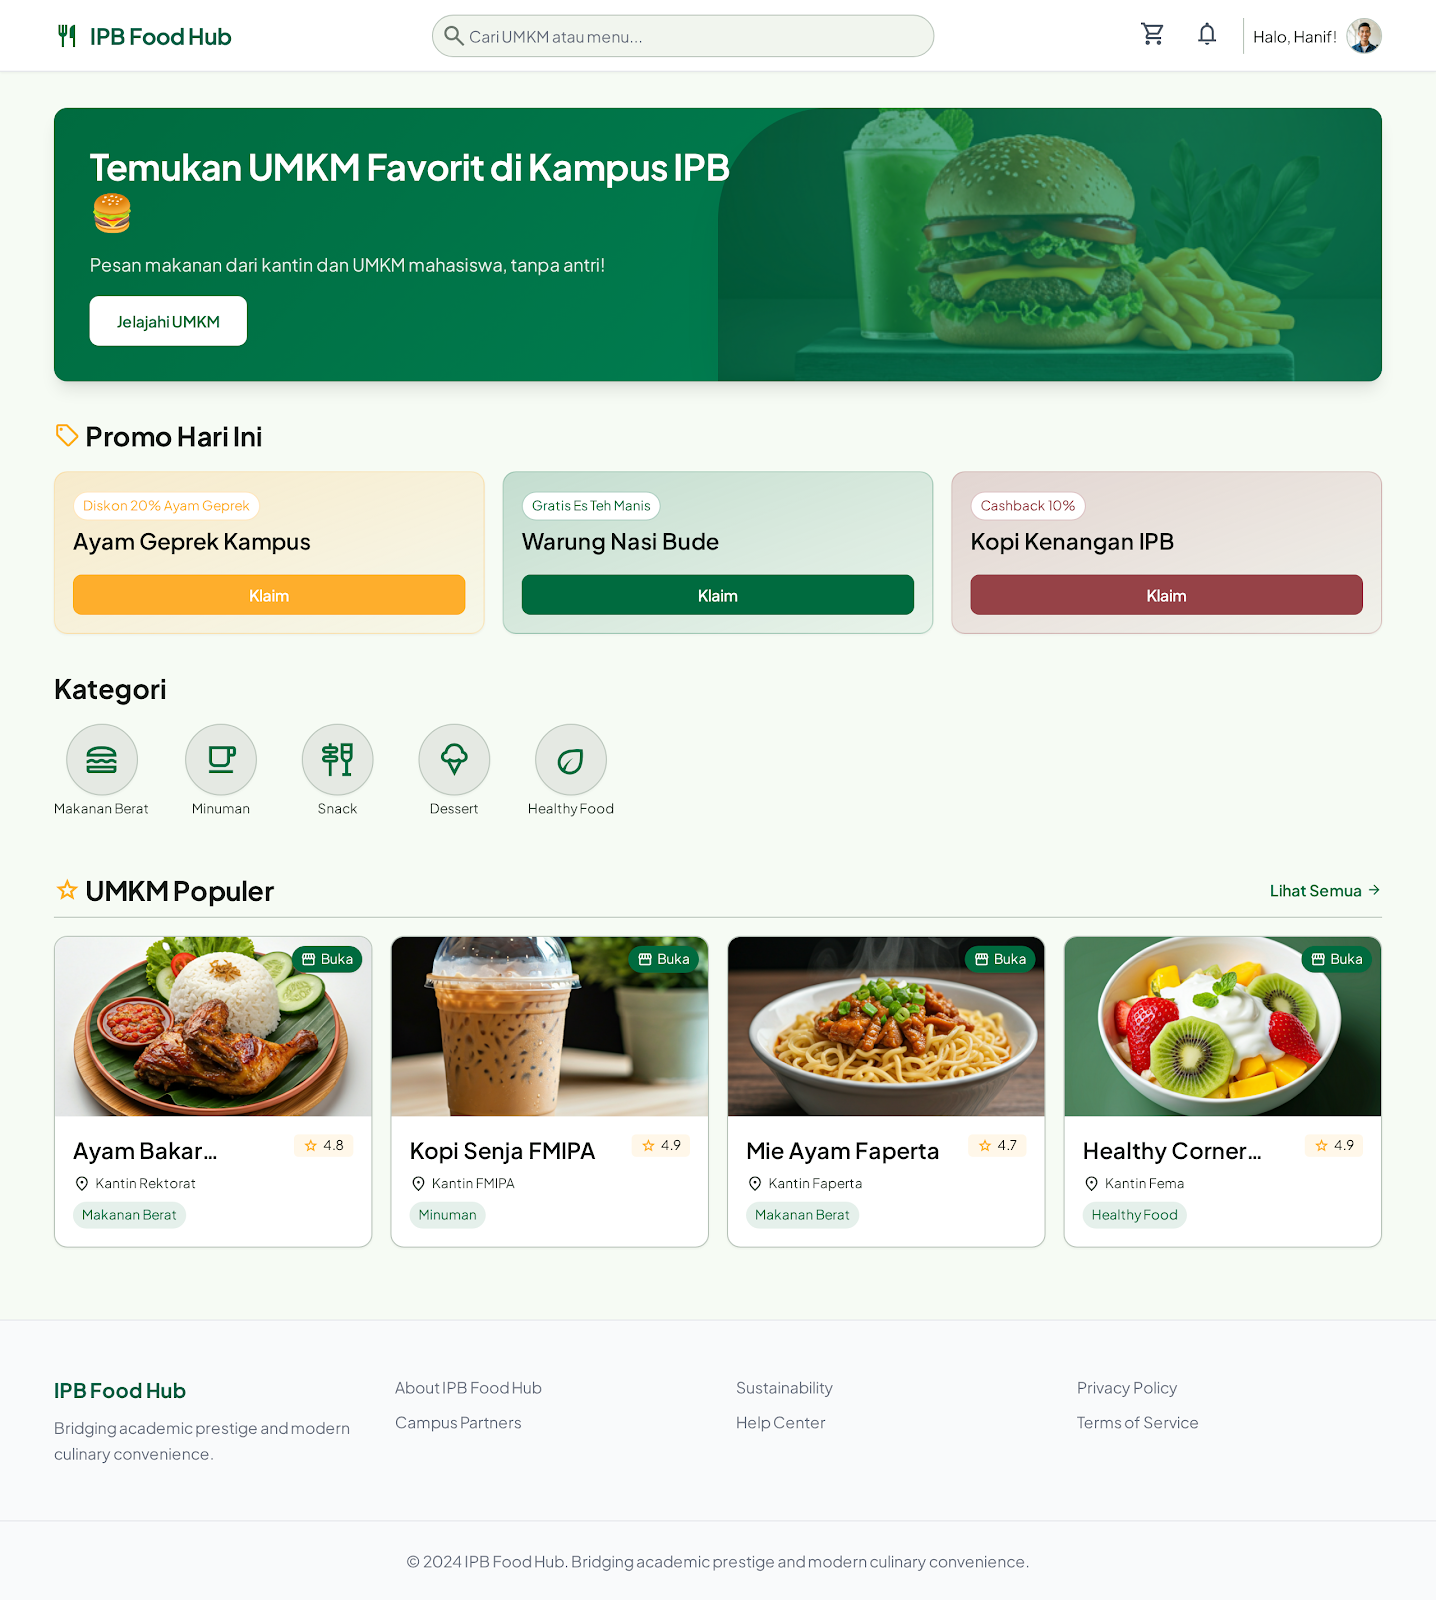 IPB Food Hub
Cari UMKM atau menu...
Halo, Hanif!
Temukan UMKM Favorit di Kampus IPB
🍔
Pesan makanan dari kantin dan UMKM mahasiswa, tanpa antri!
Jelajahi UMKM
Promo Hari Ini
Diskon 20% Ayam Geprek
Ayam Geprek Kampus
Klaim
Gratis Es Teh Manis
Warung Nasi Bude
Klaim
Cashback 10%
Kopi Kenangan IPB
Klaim
Kategori
Makanan Berat
Minuman
Snack
Dessert
Healthy Food
UMKM Populer
Lihat Semua →
Buka
Ayam Bakar...
4.8
Kantin Rektorat
Makanan Berat
Buka
Kopi Senja FMIPA
4.9
Kantin FMIPA
Minuman
Buka
Mie Ayam Faperta
4.7
Kantin Faperta
Makanan Berat
Buka
Healthy Corner...
4.9
Kantin Fema
Healthy Food
IPB Food Hub
Bridging academic prestige and modern
culinary convenience.
About IPB Food Hub
Campus Partners
Sustainability
Help Center
Privacy Policy
Terms of Service
© 2024 IPB Food Hub. Bridging academic prestige and modern culinary convenience.